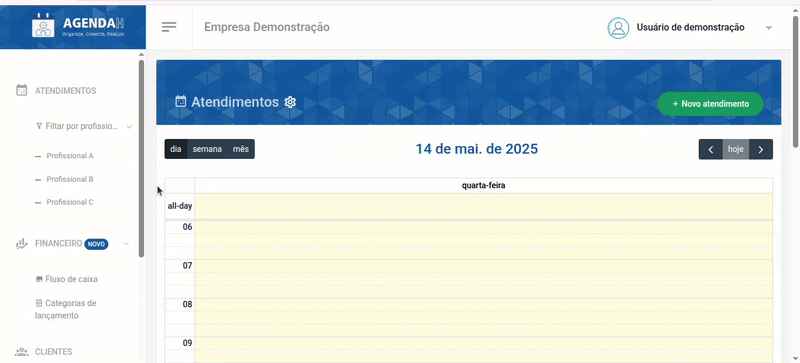 AGENDAH
Organize, Conecte, Realize
Empresa Demonstração
Usuário de demonstração
ATENDIMENTOS
Filtar por profissio...
Profissional A
Profissional B
Profissional C
FINANCEIRO NOVO
Fluxo de caixa
Categorias de
lançamento
CLIENTES
Atendimentos
+ Novo atendimento
dia semana mês
14 de mai. de 2025
hoje
quarta-feira
all-day
06
07
08
09